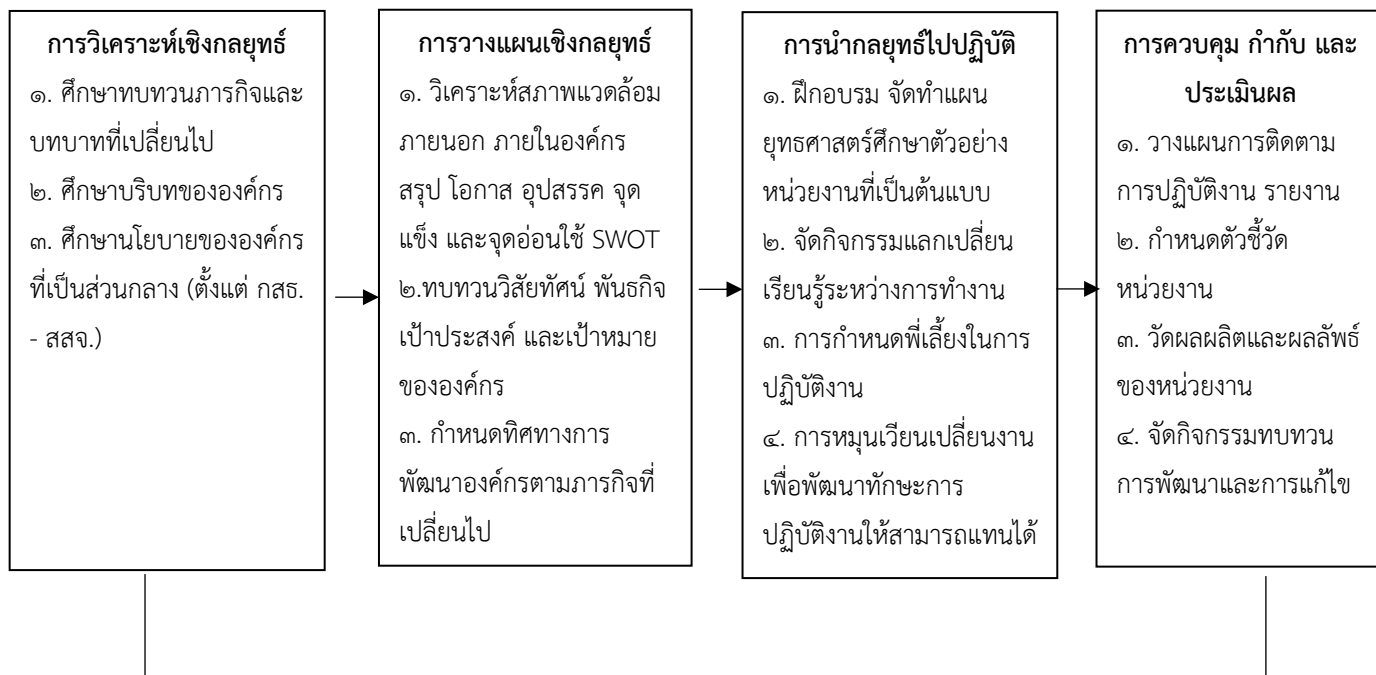 การวิเคราะห์เชิงกลยุทธ์
๑. ศึกษาทบทวนภารกิจและ
บทบาทที่เปลี่ยนไป
๒. ศึกษาบริบทขององค์กร
๓. ศึกษานโยบายขององค์กร
ที่เป็นส่วนกลาง (ตั้งแต่ กสธ.
- สสจ.)
การวางแผนเชิงกลยุทธ์
๑. วิเคราะห์สภาพแวดล้อม
ภายนอก ภายในองค์กร
สรุป โอกาส อุปสรรค จุด
แข็ง และจุดอ่อนใช้ SWOT
๒.ทบทวนวิสัยทัศน์ พันธกิจ
เป้าประสงค์ และเป้าหมาย
ขององค์กร
๓. กำหนดทิศทางการ
พัฒนาองค์กรตามภารกิจที่
เปลี่ยนไป
การนำกลยุทธ์ไปปฏิบัติ
๑. ฝึกอบรม จัดทำแผน
ยุทธศาสตร์ศึกษาตัวอย่าง
หน่วยงานที่เป็นต้นแบบ
๒. จัดกิจกรรมแลกเปลี่ยน
เรียนรู้ระหว่างการทำงาน
๓. การกำหนดพี่เลี้ยงในการ
ปฏิบัติงาน
๔. การหมุนเวียนเปลี่ยนงาน
เพื่อพัฒนาทักษะการ
ปฏิบัติงานให้สามารถแทนได้
การควบคุม กำกับ และ
ประเมินผล
๑. วางแผนการติดตาม
การปฏิบัติงาน รายงาน
๒. กำหนดตัวชี้วัด
หน่วยงาน
๓. วัดผลผลิตและผลลัพธ์
ของหน่วยงาน
๔. จัดกิจกรรมทบทวน
การพัฒนาและการแก้ไข